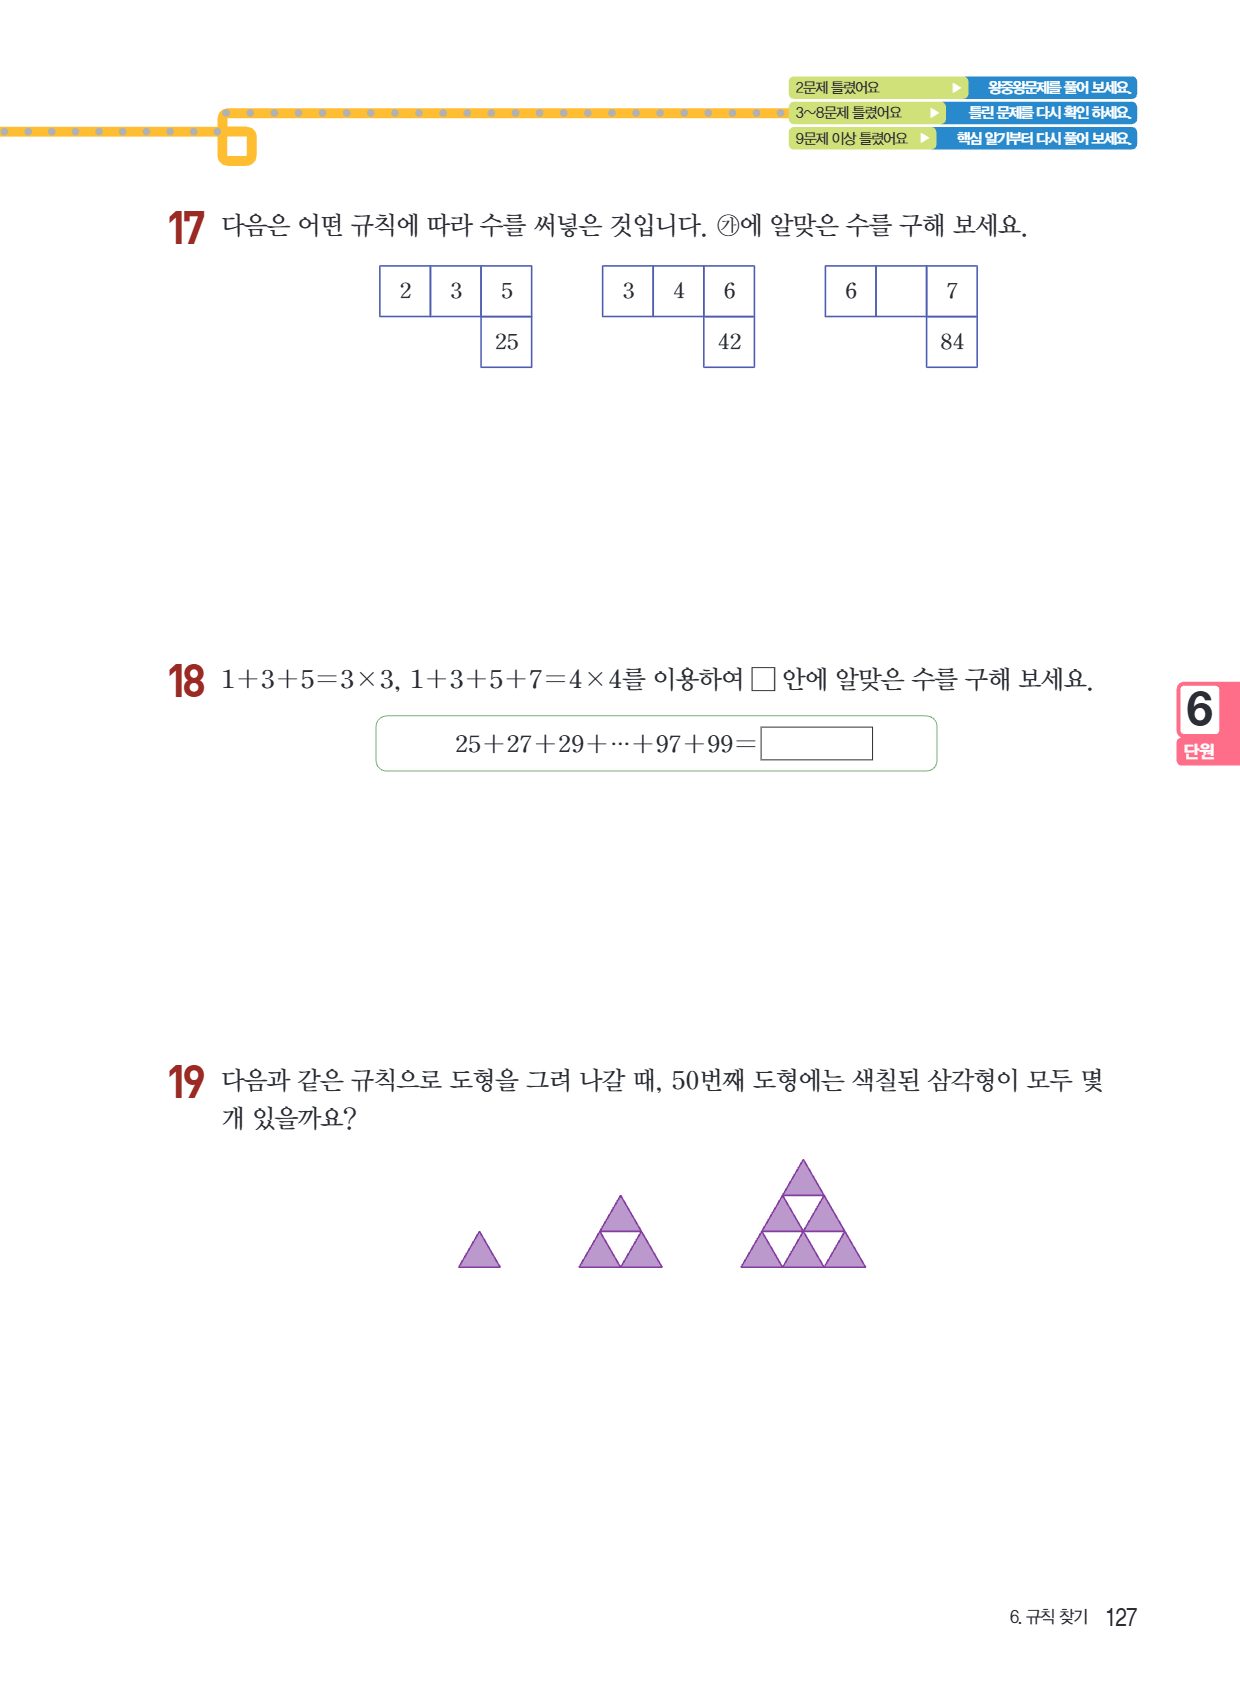 2문제 틀렸어요 ▶ 왕중왕문제를 풀어 보세요.
3~8문제 틀렸어요 ▶ 틀린 문제를 다시 확인 하세요.
9문제 이상 틀렸어요 ▶ 핵심 알기부터 다시 풀어 보세요.
17 다음은 어떤 규칙에 따라 수를 써넣은 것입니다. ㉮에 알맞은 수를 구해 보세요.
2 3 5 3 4 6 6 7
25 42 84
18 1+3+5=3×3, 1+3+5+7=4×4를 이용하여 □ 안에 알맞은 수를 구해 보세요.
25+27+29+…+97+99=
6
단원
19 다음과 같은 규칙으로 도형을 그려 나갈 때, 50번째 도형에는 색칠된 삼각형이 모두 몇
개 있을까요?
6. 규칙 찾기 127